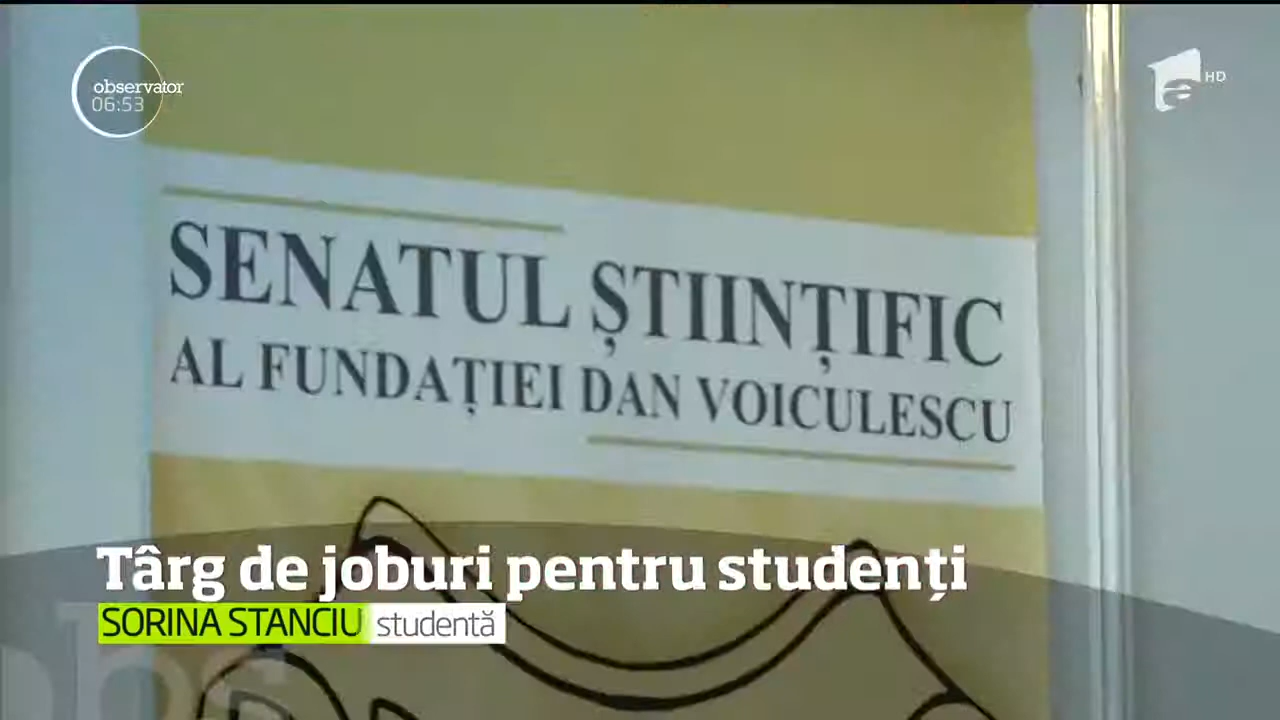 observator
06:53
HD
SENATUL ȘTIINȚIFIC
AL FUNDAȚIEI DAN VOICULESCU
Târg de joburi pentru studenți
SORINA STANCIU studentă